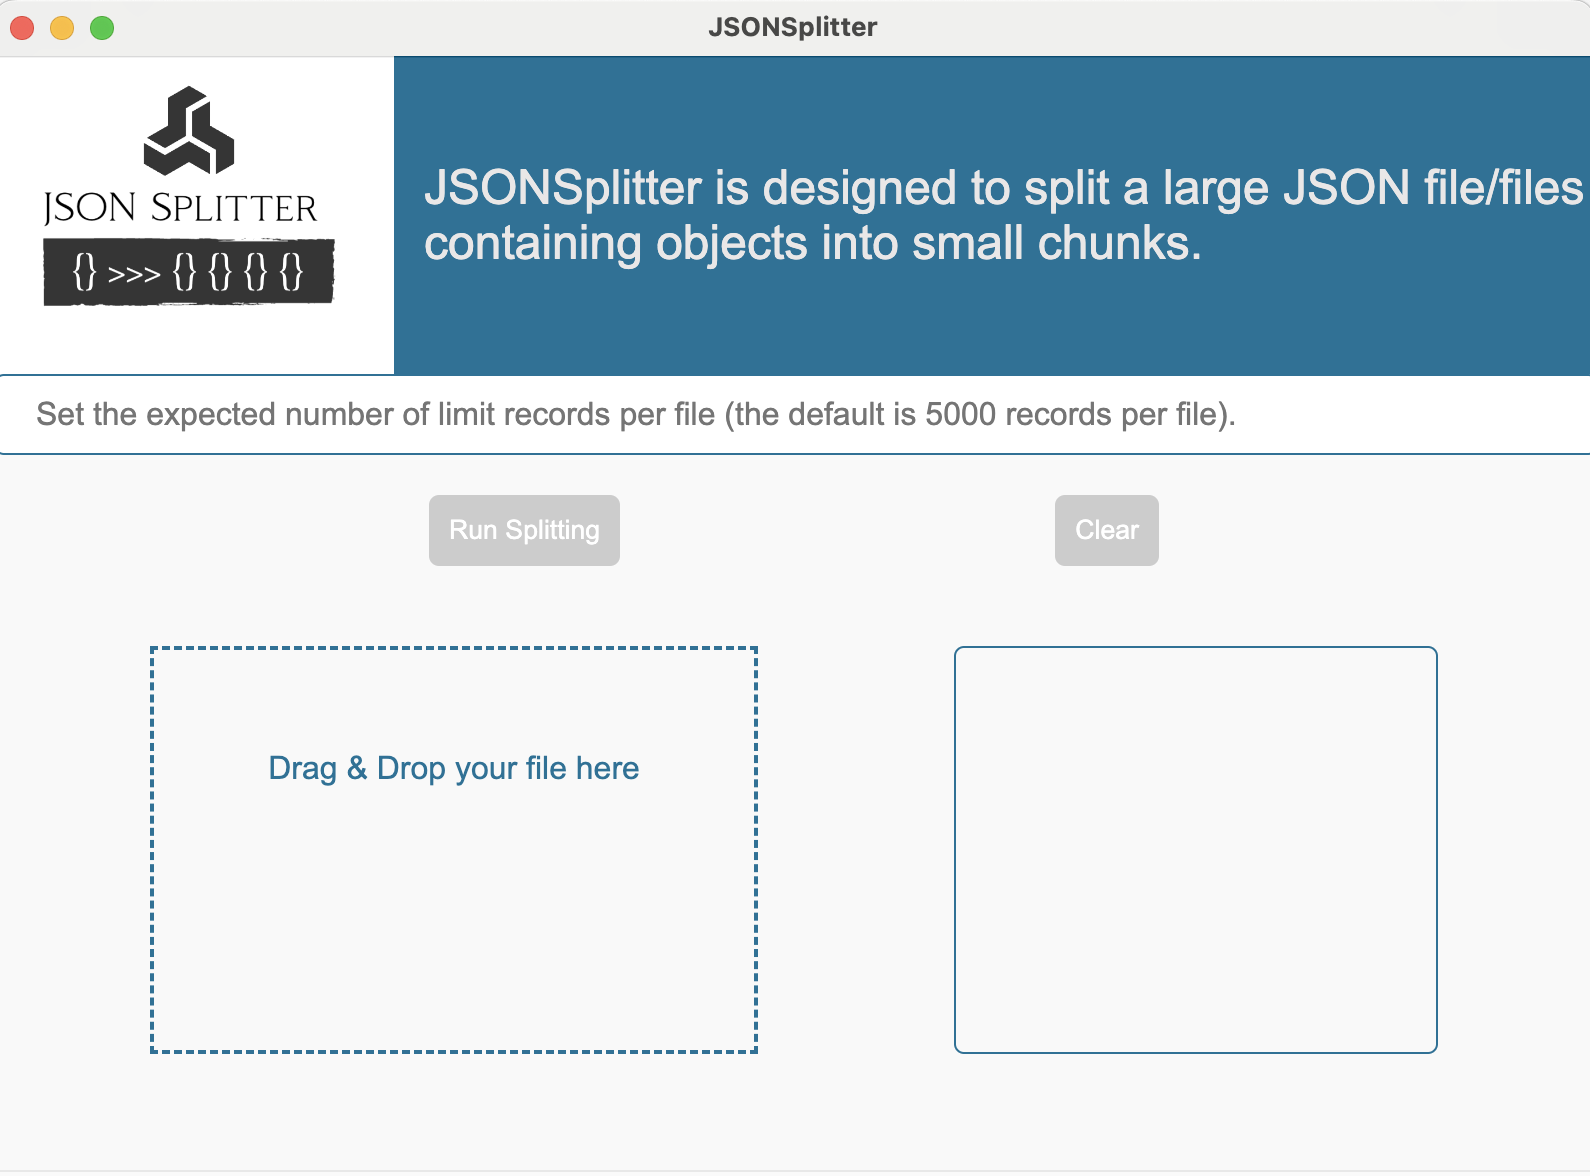 JSONSplitter
JSON SPLITTER
{} >>> {} {} {} {}
JSONSplitter is designed to split a large JSON file/files
containing objects into small chunks.
Set the expected number of limit records per file (the default is 5000 records per file).
Run Splitting
Clear
Drag & Drop your file here